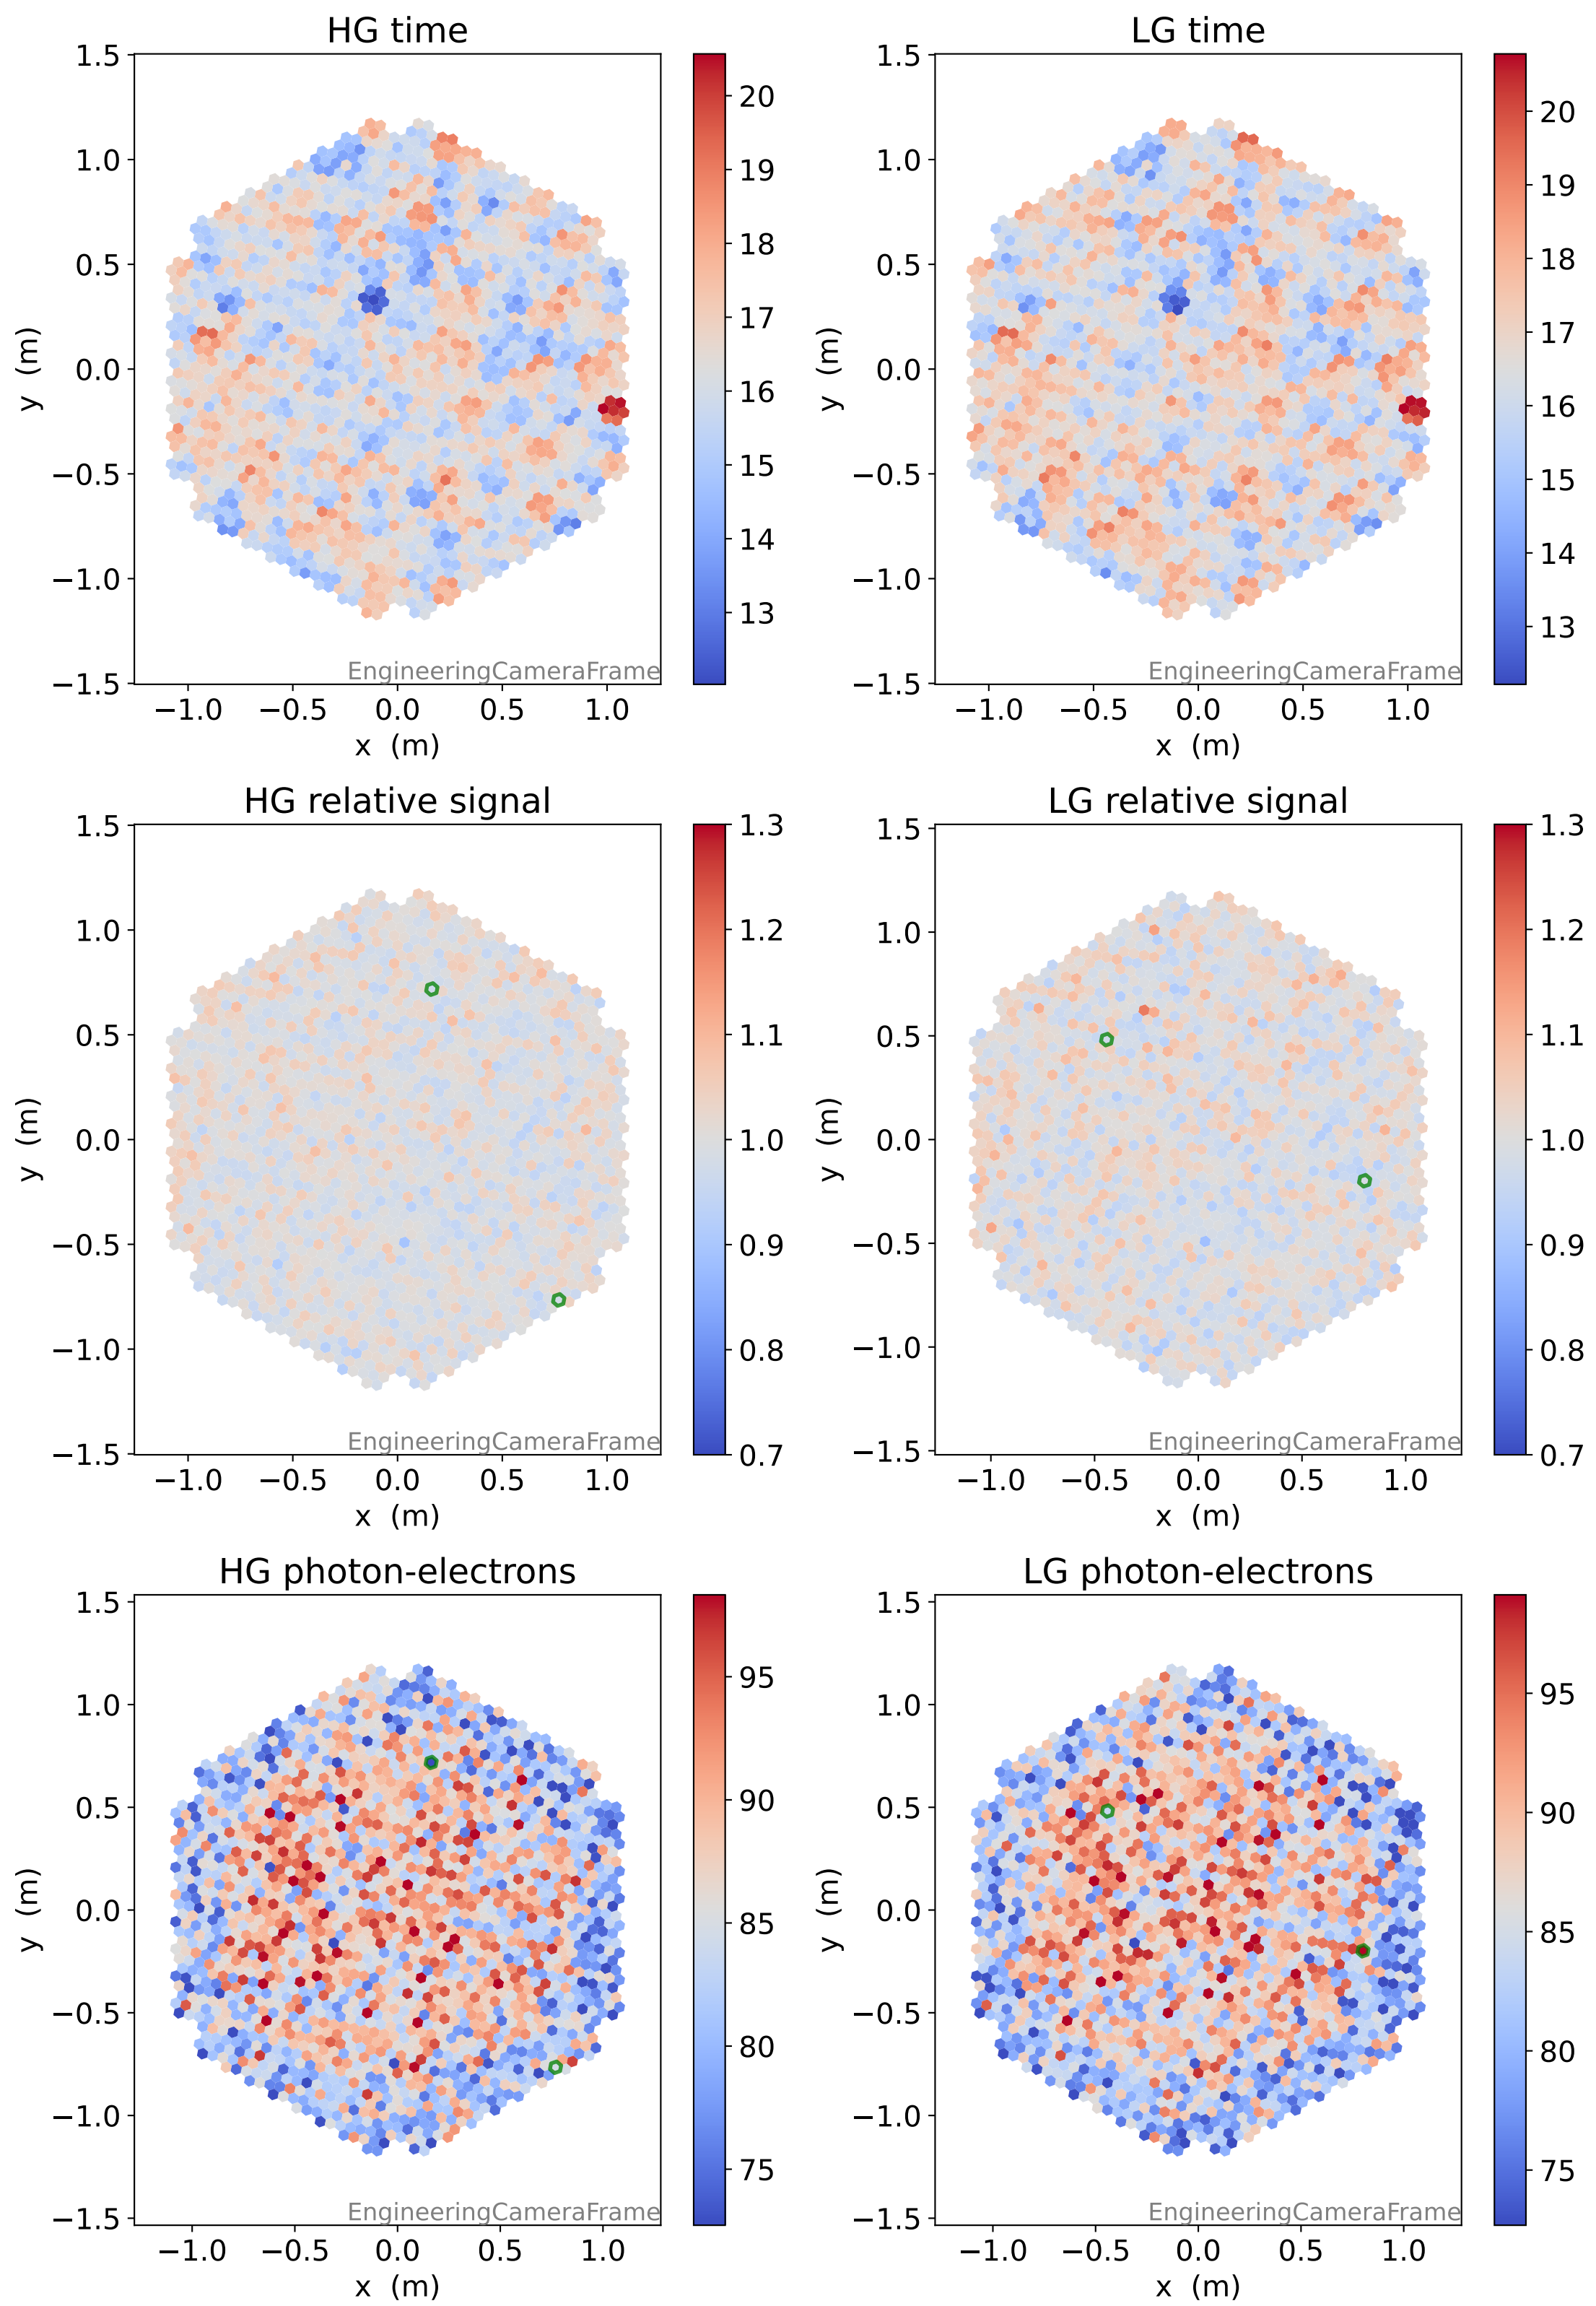 HG time
1.5
1.0
0.5
0.0
−0.5
−1.0
−1.5
y (m)
EngineeringCameraFrame
−1.0 −0.5 0.0 0.5 1.0
x (m)
20
19
18
17
16
15
14
13
LG time
1.5
1.0
0.5
0.0
−0.5
−1.0
−1.5
y (m)
EngineeringCameraFrame
−1.0 −0.5 0.0 0.5 1.0
x (m)
20
19
18
17
16
15
14
13
HG relative signal
1.5
1.0
0.5
0.0
−0.5
−1.0
−1.5
y (m)
EngineeringCameraFrame
−1.0 −0.5 0.0 0.5 1.0
x (m)
1.3
1.2
1.1
1.0
0.9
0.8
0.7
LG relative signal
1.5
1.0
0.5
0.0
−0.5
−1.0
−1.5
y (m)
EngineeringCameraFrame
−1.0 −0.5 0.0 0.5 1.0
x (m)
1.3
1.2
1.1
1.0
0.9
0.8
0.7
HG photon-electrons
1.5
1.0
0.5
0.0
−0.5
−1.0
−1.5
y (m)
EngineeringCameraFrame
−1.0 −0.5 0.0 0.5 1.0
x (m)
95
90
85
80
75
LG photon-electrons
1.5
1.0
0.5
0.0
−0.5
−1.0
−1.5
y (m)
EngineeringCameraFrame
−1.0 −0.5 0.0 0.5 1.0
x (m)
95
90
85
80
75